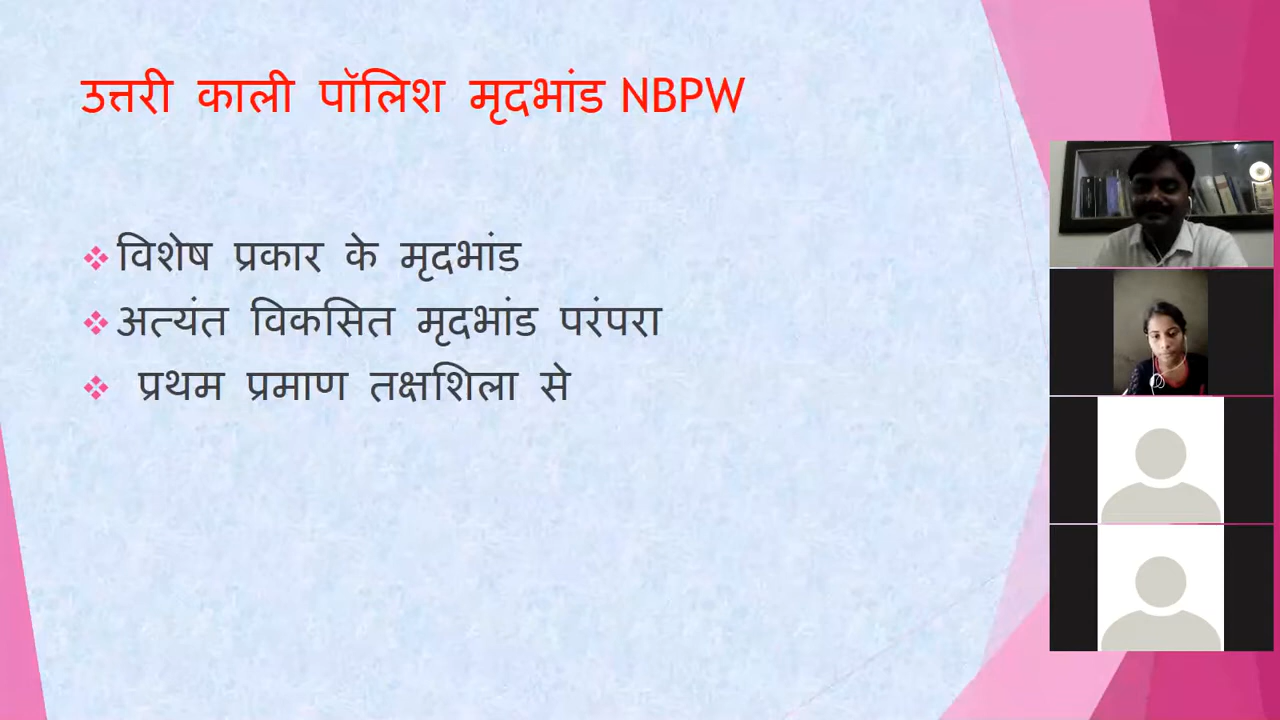 उत्तरी काली पॉलिश मृदभांड NBPW
विशेष प्रकार के मृदभांड
अत्यंत विकसित मृदभांड परंपरा
प्रथम प्रमाण तक्षशिला से